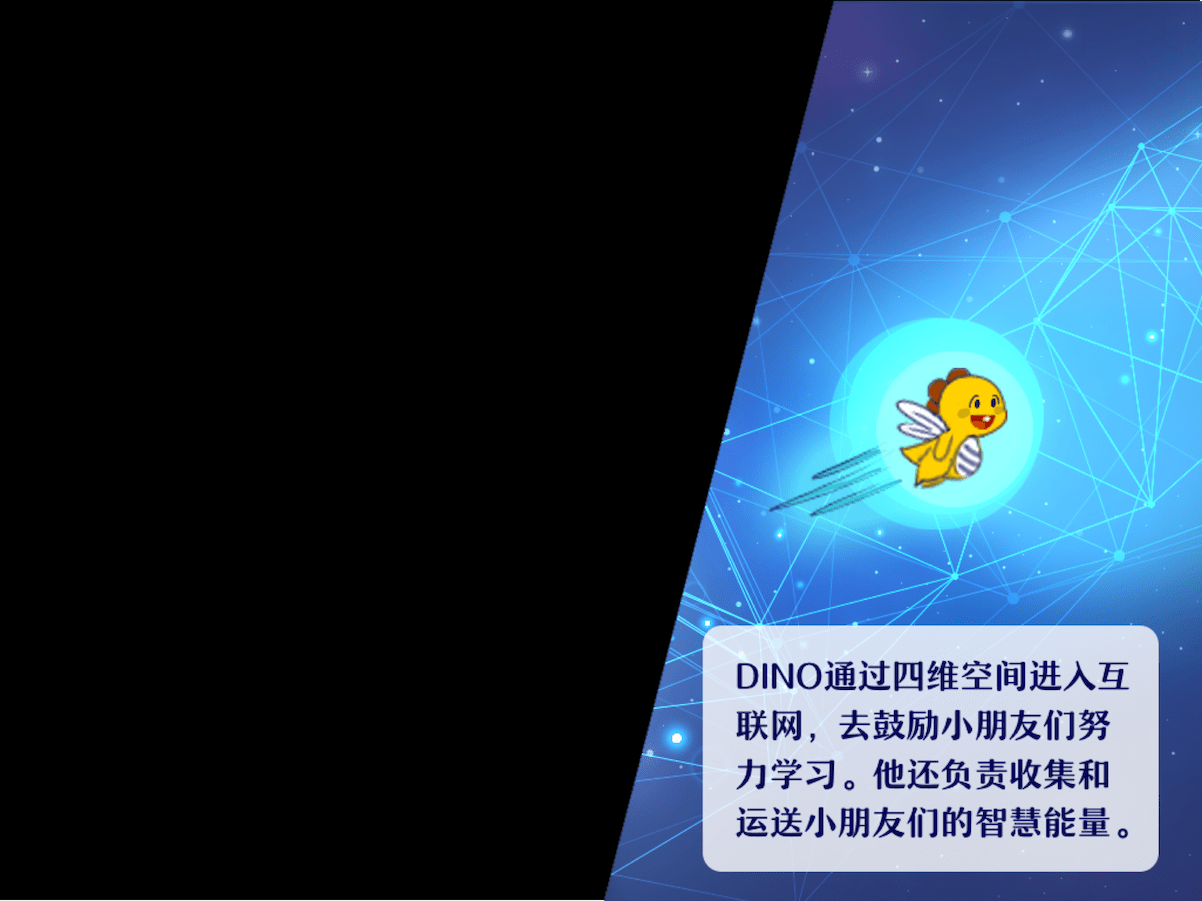 DINO通过四维空间进入互
联网，去鼓励小朋友们努
力学习。他还负责收集和
运送小朋友们的智慧能量。